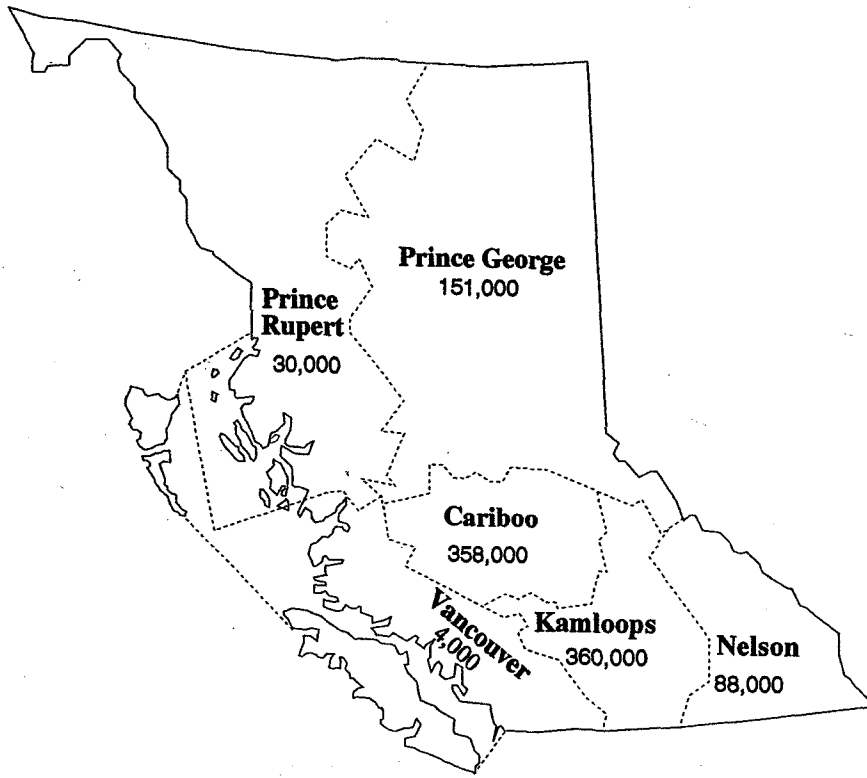 Prince George
151,000
Prince
Rupert
30,000
Cariboo
358,000
Vancouver
4,000
Kamloops
360,000
Nelson
88,000